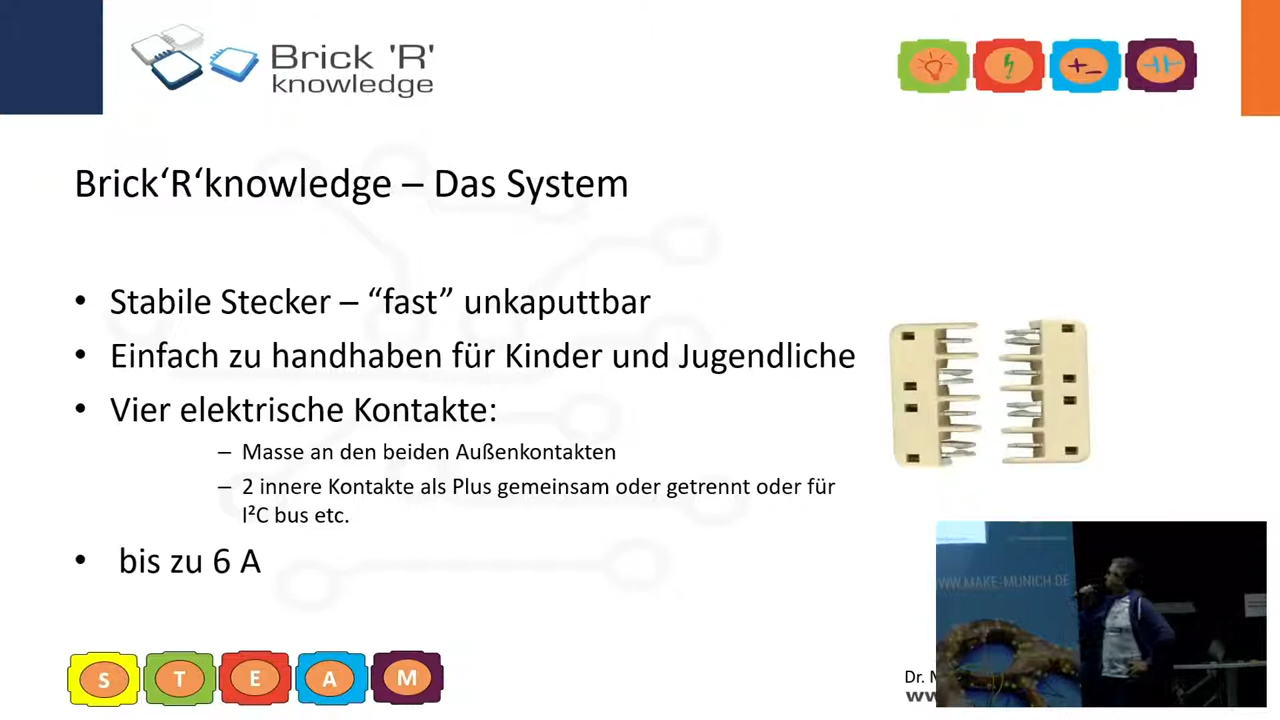 Brick 'R'
knowledge
Brick‘R‘knowledge – Das System
• Stabile Stecker – “fast” unkaputtbar
• Einfach zu handhaben für Kinder und Jugendliche
• Vier elektrische Kontakte:
– Masse an den beiden Außenkontakten
– 2 innere Kontakte als Plus gemeinsam oder getrennt oder für
I²C bus etc.
• bis zu 6 A
WWW.MAKE-MUNICH.DE
S T E A M
Dr.